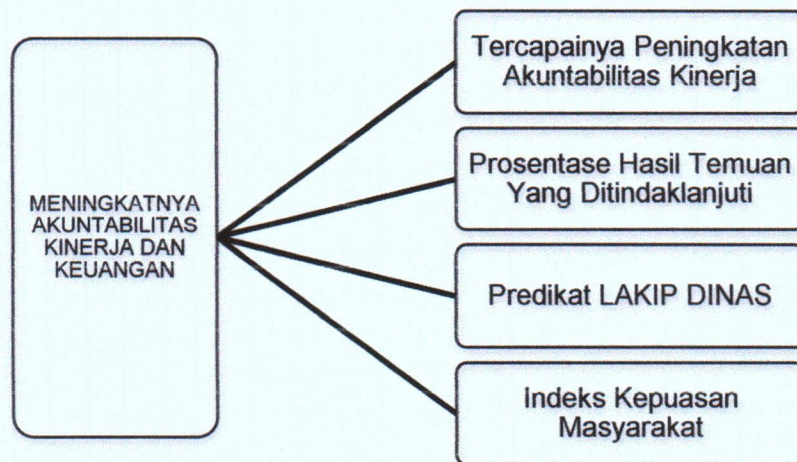 MENINGKATNYA
AKUNTABILITAS
KINERJA DAN
KEUANGAN
Tercapainya Peningkatan
Akuntabilitas Kinerja
Prosentase Hasil Temuan
Yang Ditindaklanjuti
Predikat LAKIP DINAS
Indeks Kepuasan
Masyarakat